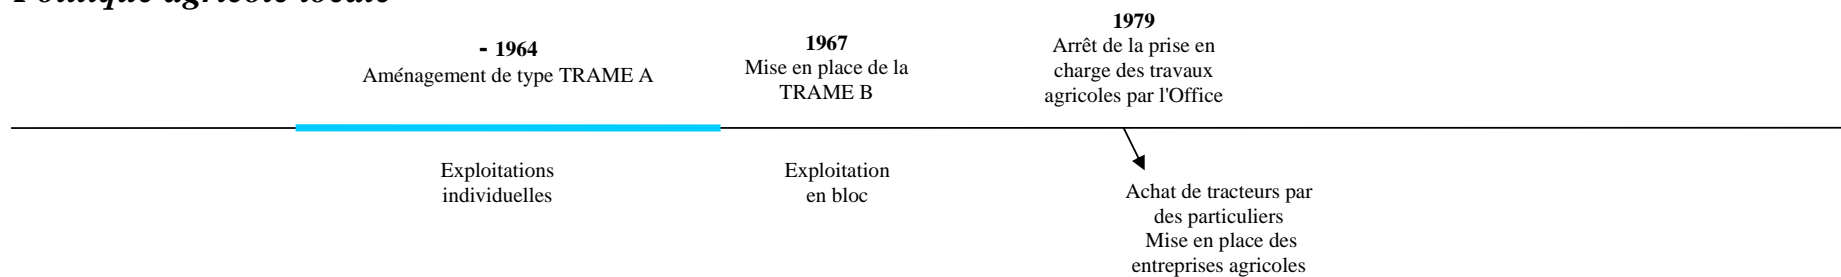 Politique agricole locale
- 1964
Aménagement de type TRAME A
1967
Mise en place de la
TRAME B
1979
Arrêt de la prise en
charge des travaux
agricoles par l'Office
Exploitations
individuelles
Exploitation
en bloc
Achat de tracteurs par
des particuliers
Mise en place des
entreprises agricoles